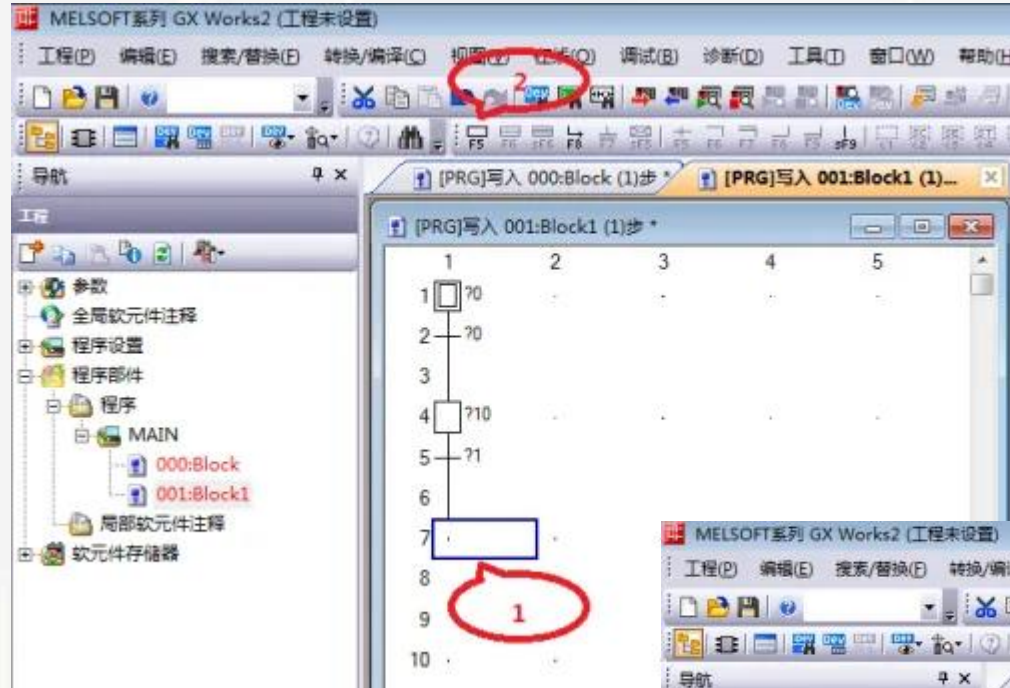 MELSOFT系列 GX Works2 (工程未设置)
工程(P) 编辑(E) 搜索/替换(F) 转换/编译(C) 调试(B) 诊断(D) 工具(T) 窗口(W) 帮助(H
2
F5 F6 sF6 F8 sF9
导航
[PRG]写入 000:Block (1)步 *
[PRG]写入 001:Block1 (1)...
工程
[PRG]写入 001:Block1 (1)步 *
1 2 3 4 5
参数
全局软元件注释
程序设置
程序部件
程序
MAIN
000:Block
001:Block1
局部软元件注释
软元件存储器
1 ?0
2 ?0
3
4 ?10
5 ?1
6
7
8
9
10
1
MELSOFT系列 GX Works2 (工程未设置)
工程(P) 编辑(E) 搜索/替换(F) 转换/编
导航